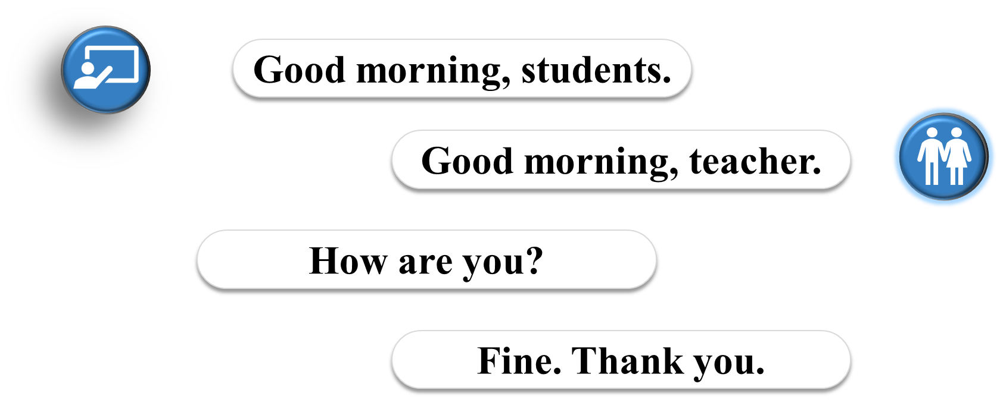 Good morning, students.
Good morning, teacher.
How are you?
Fine. Thank you.